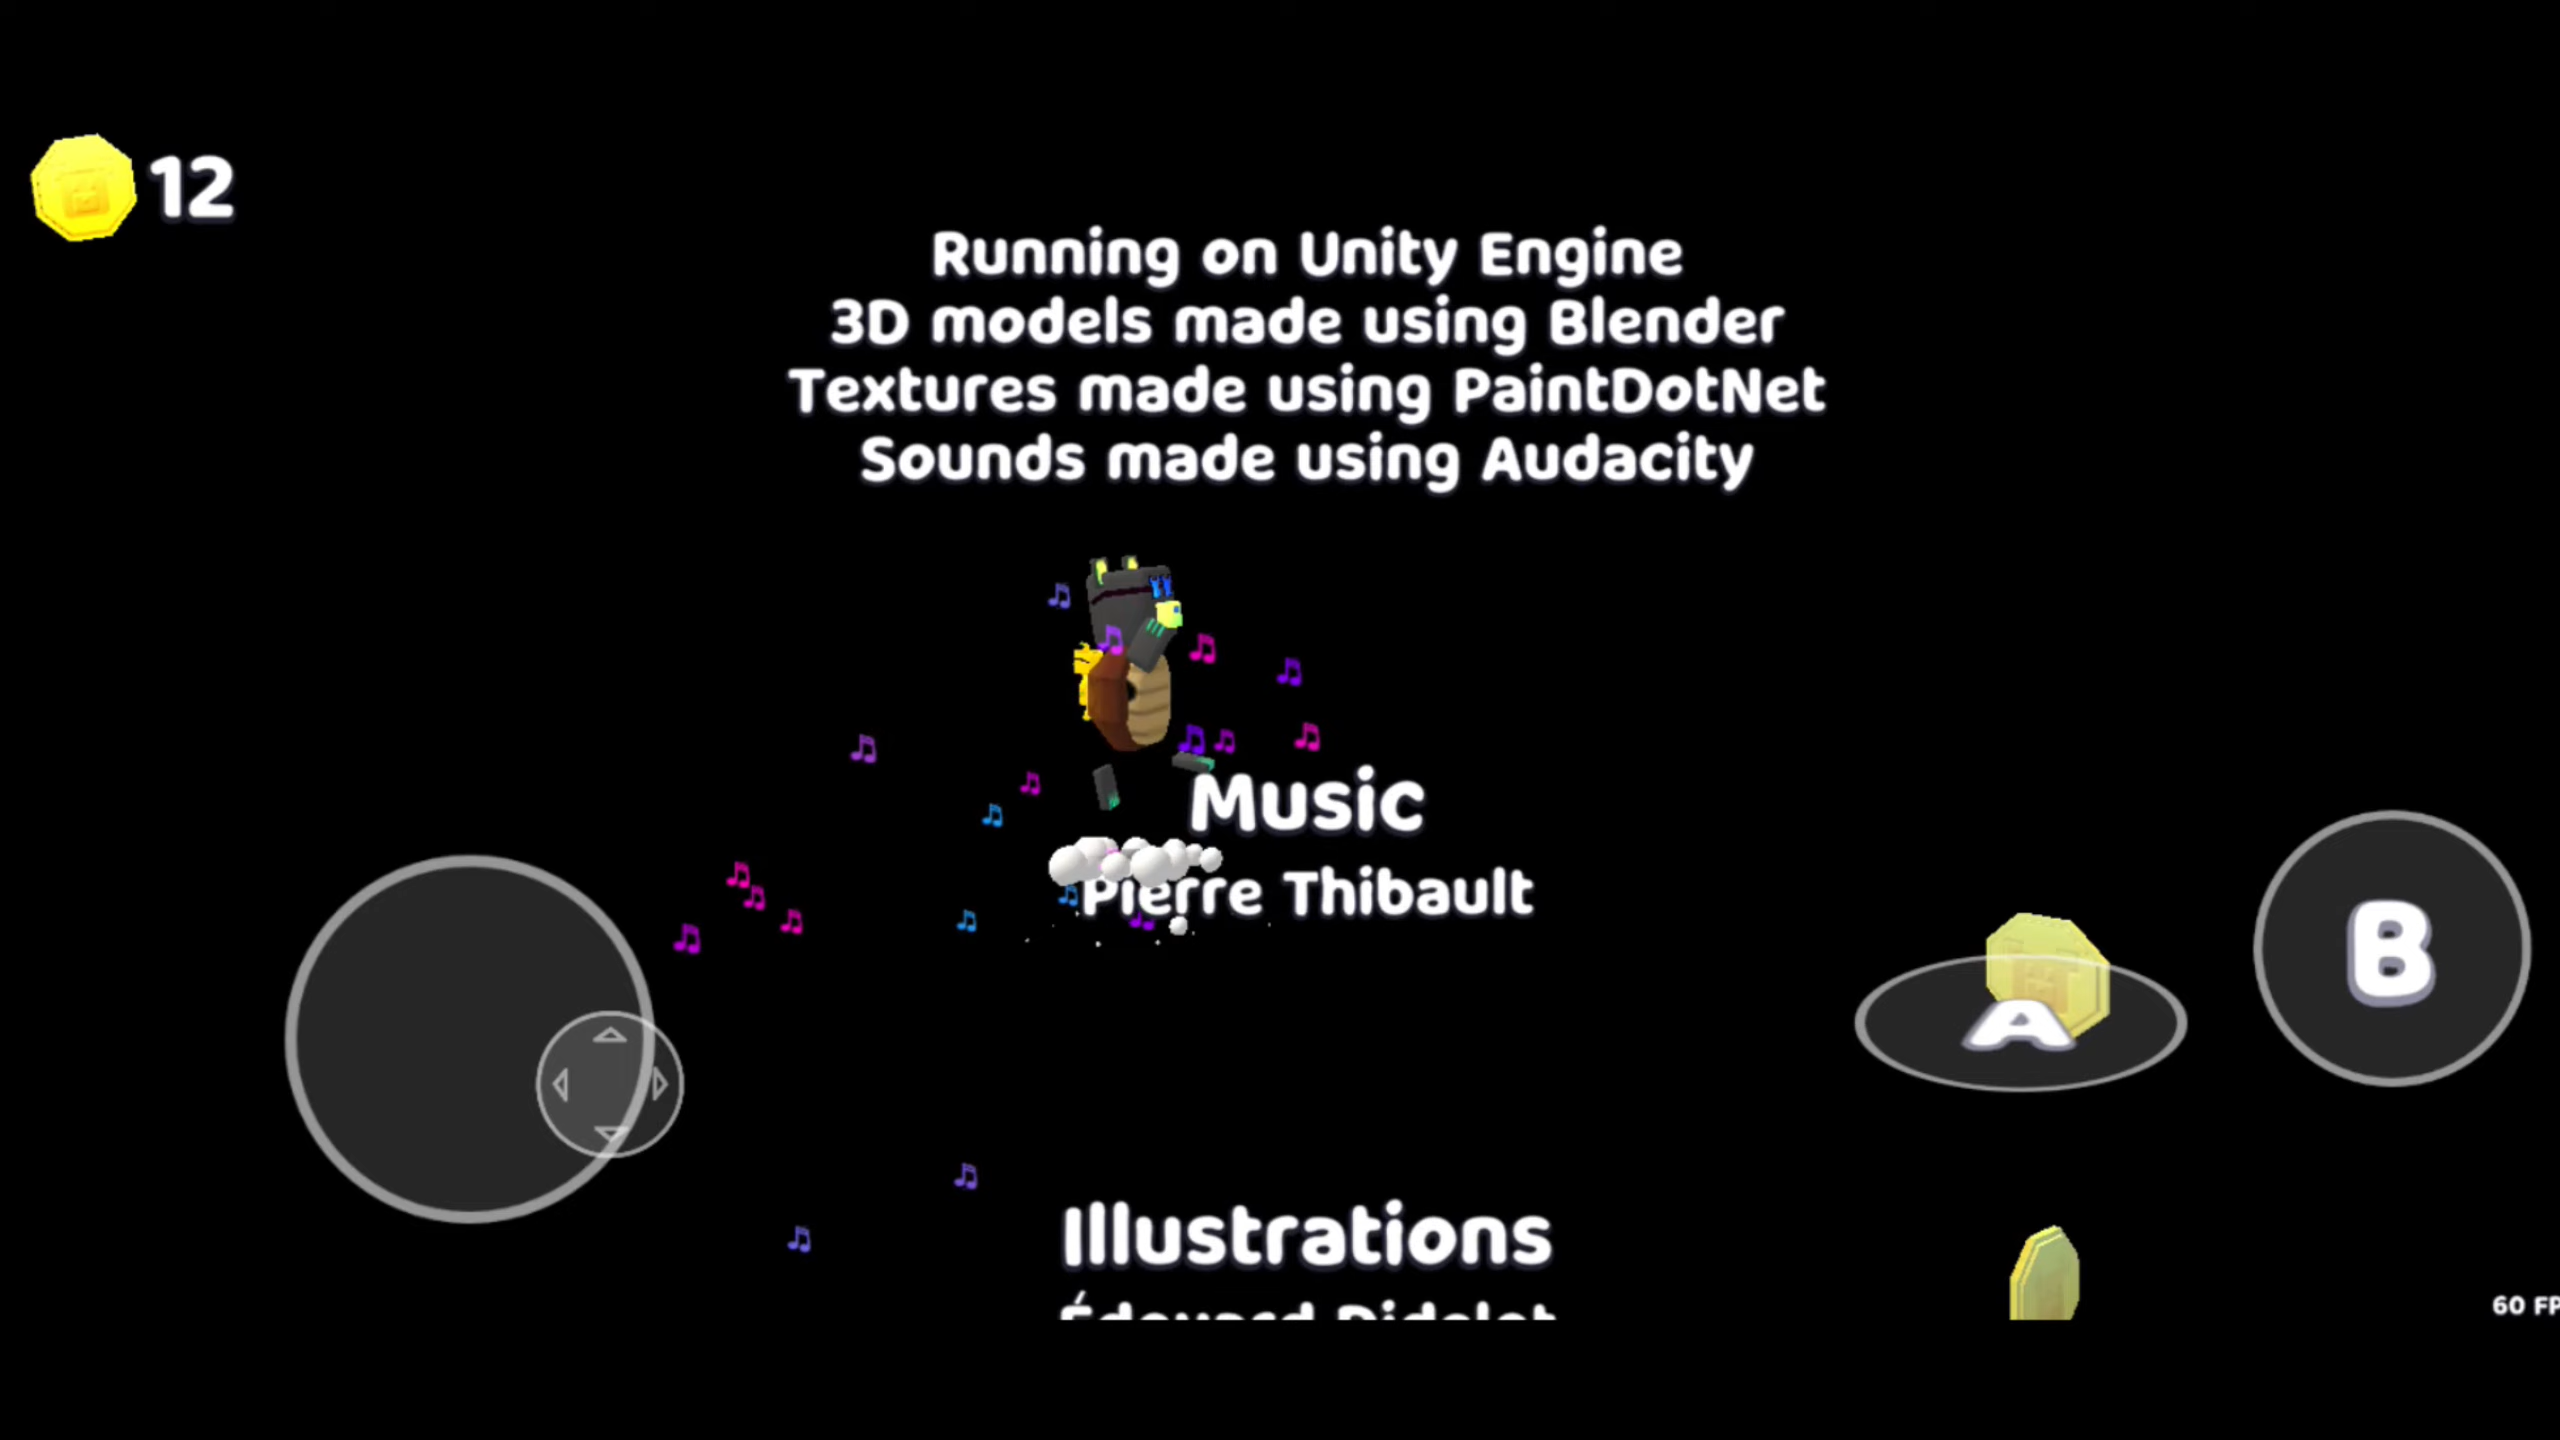 12
Running on Unity Engine
3D models made using Blender
Textures made using PaintDotNet
Sounds made using Audacity
Music
Pierre Thibault
B
A
Illustrations
60